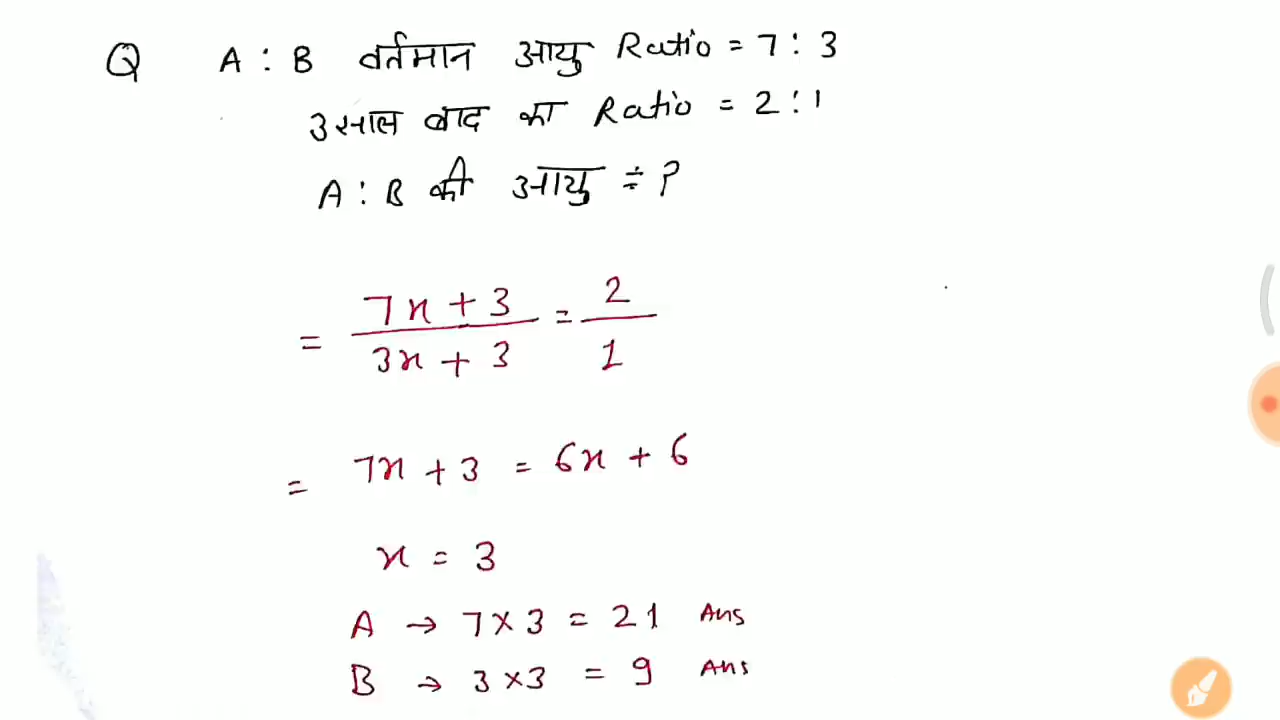 Q A : B वर्तमान आयु Ratio = 7 : 3
3साल बाद का Ratio = 2 : 1
A : B की आयु ÷ ?
= 7x + 3 / 3x + 3 = 2 / 1
= 7x + 3 = 6x + 6
x = 3
A → 7 × 3 = 21 Ans
B → 3 × 3 = 9 Ans